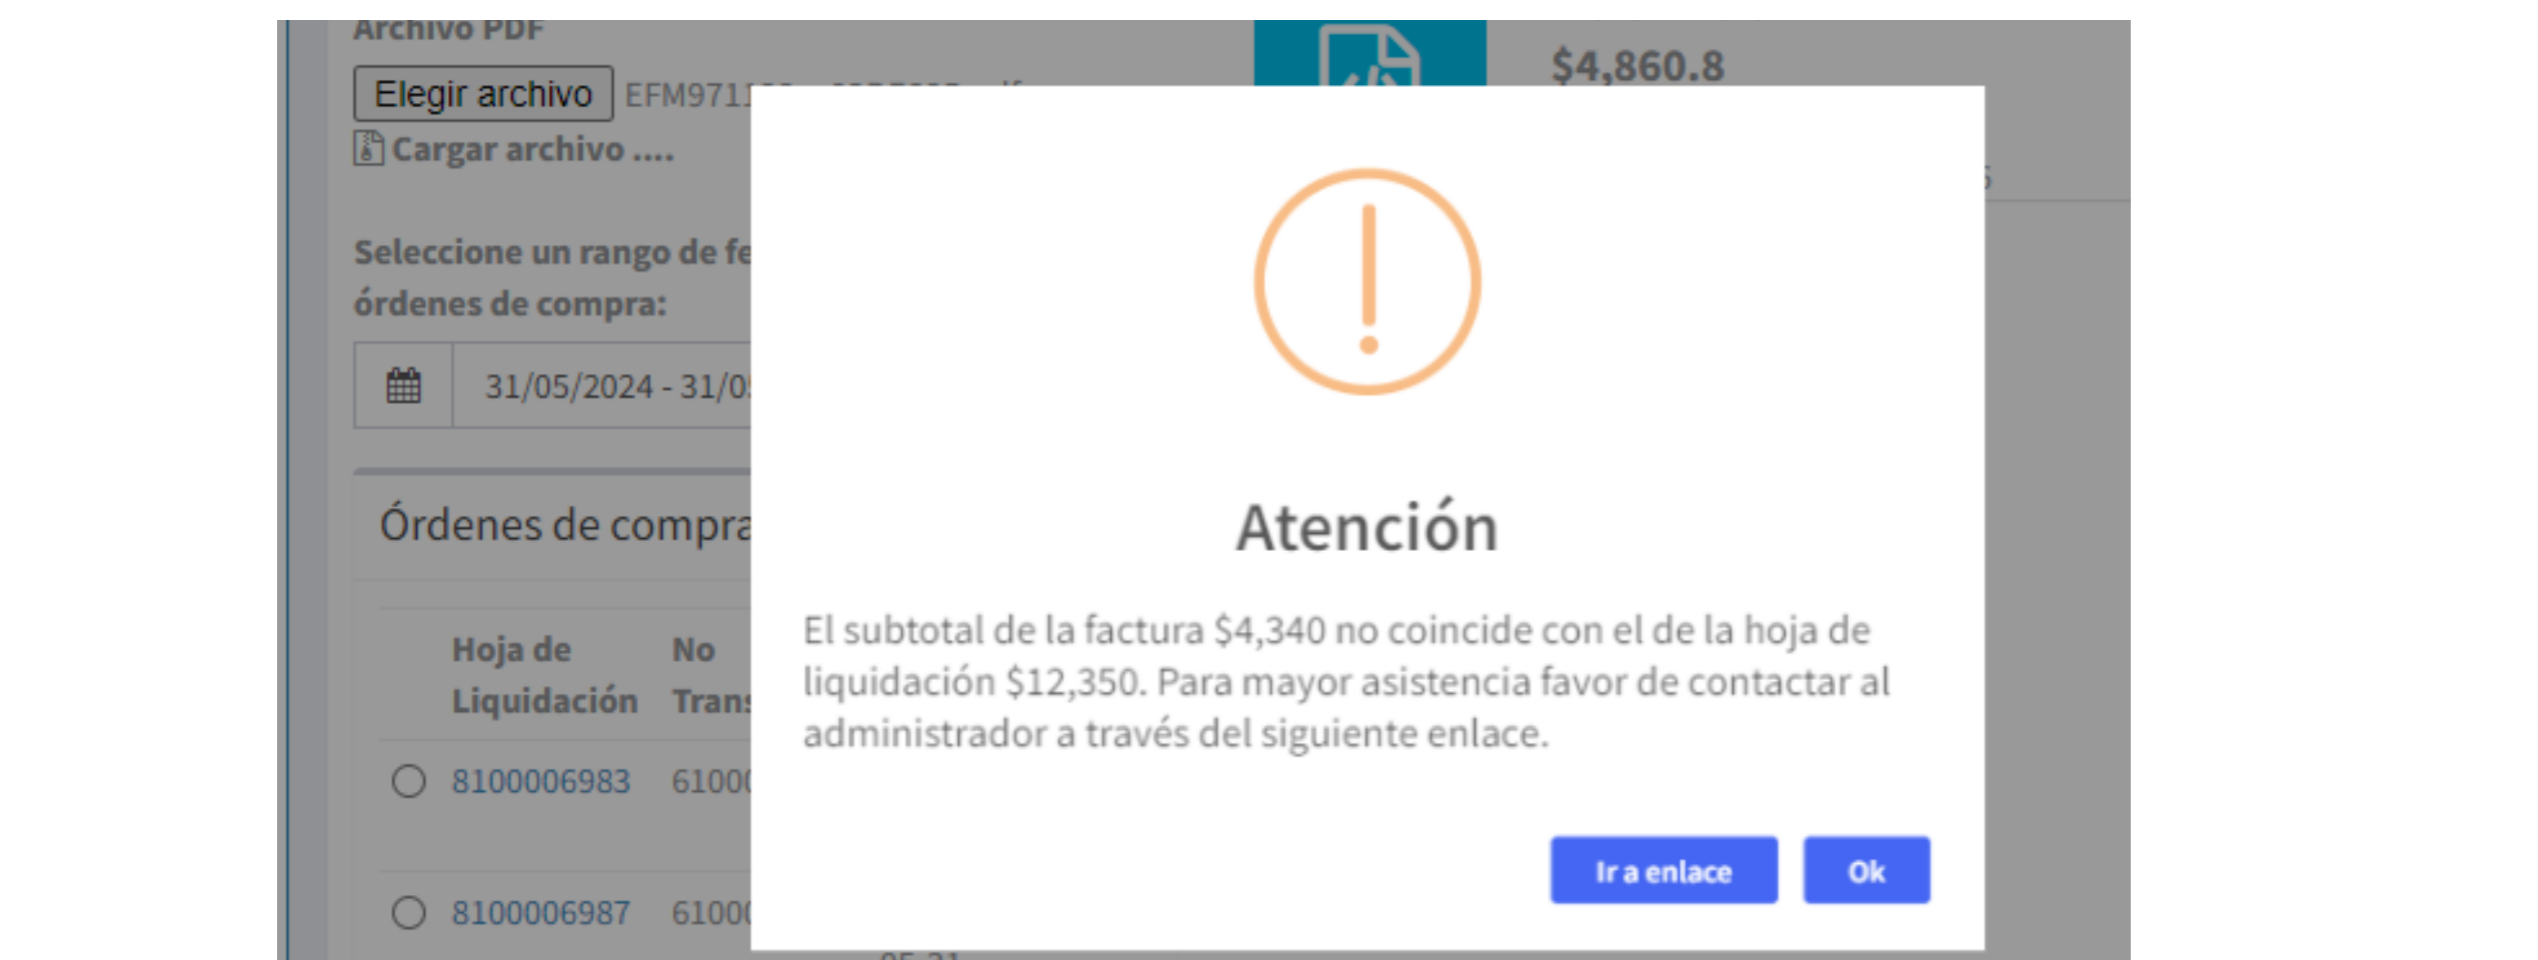 Archivo PDF
Elegir archivo
Cargar archivo ....
$4,860.8
Seleccione un rango de
órdenes de compra:
31/05/2024 -
Órdenes de compra
Hoja de Liquidación
No
8100006983
8100006987
Atención
El subtotal de la factura $4,340 no coincide con el de la hoja de
liquidación $12,350. Para mayor asistencia favor de contactar al
administrador a través del siguiente enlace.
Ir a enlace
Ok